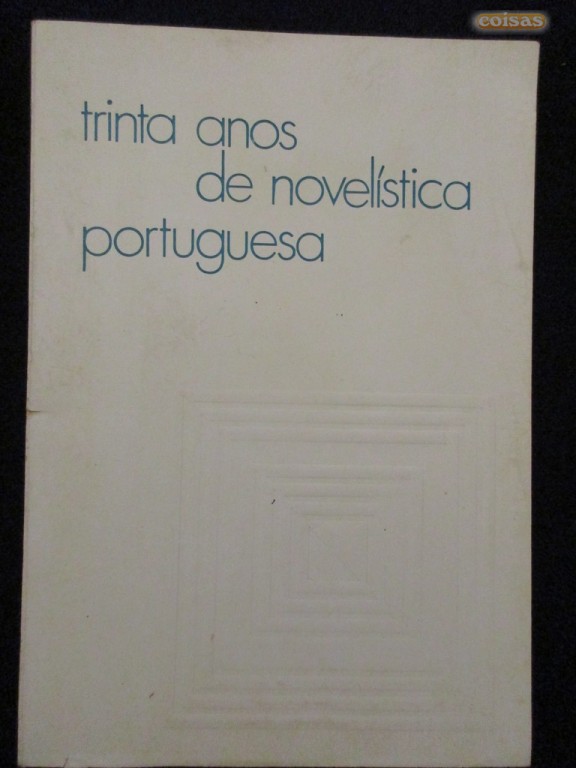 coisas
trinta anos
de novelística
portuguesa